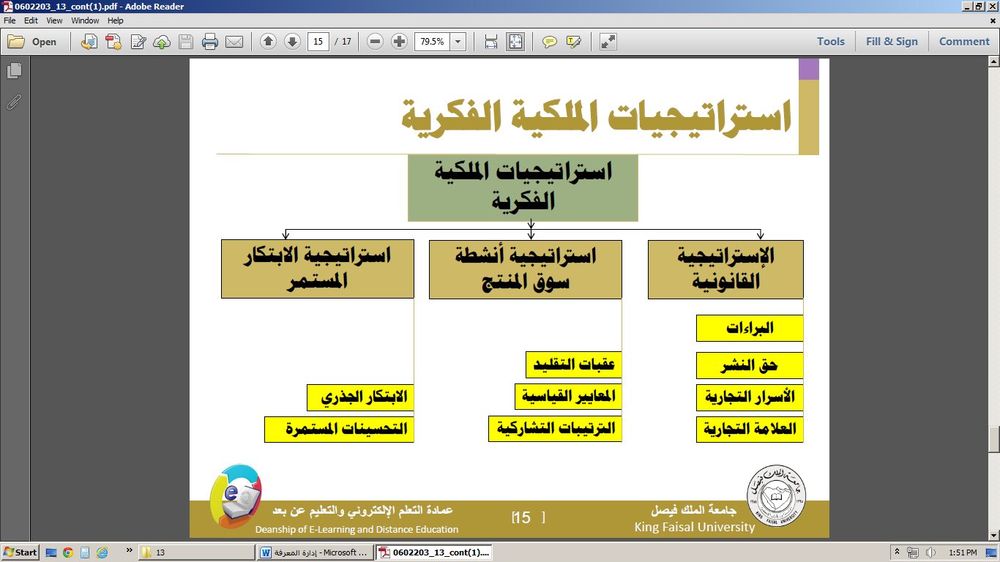 0602203_13_cont(1).pdf - Adobe Reader
File Edit View Window Help
Open 15 / 17 79.5% Tools Fill & Sign Comment
استراتيجيات الملكية الفكرية
استراتيجيات الملكية
الفكرية
الإستراتيجية
القانونية
البراءات
حق النشر
الأسرار التجارية
العلامة التجارية
استراتيجية أنشطة
سوق المنتج
عقبات التقليد
المعايير القياسية
الترتيبات التشاركية
استراتيجية الابتكار
المستمر
الابتكار الجذري
التحسينات المستمرة
جامعة الملك فيصل
King Faisal University
[15]
عمادة التعلم الإلكتروني والتعليم عن بعد
Deanship of E-Learning and Distance Education
Start » 13 إدارة المعرفة - Microsoft ... 0602203_13_cont(1).... 1:51 PM